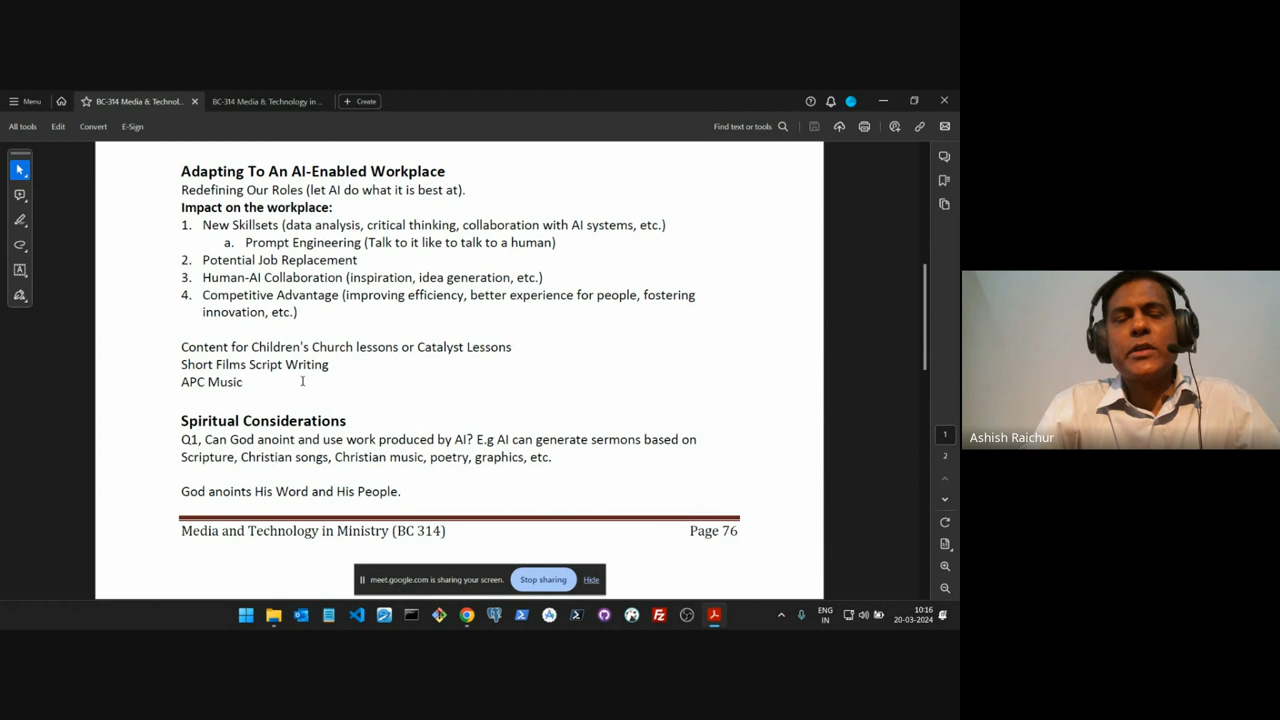 Menu
BC-314 Media & Technol...
BC-314 Media & Technology in ...
Create
All tools
Edit
Convert
E-Sign
Find text or tools
Adapting To An AI-Enabled Workplace
Redefining Our Roles (let AI do what it is best at).
Impact on the workplace:
1. New Skillsets (data analysis, critical thinking, collaboration with AI systems, etc.)
a. Prompt Engineering (Talk to it like to talk to a human)
2. Potential Job Replacement
3. Human-AI Collaboration (inspiration, idea generation, etc.)
4. Competitive Advantage (improving efficiency, better experience for people, fostering
innovation, etc.)
Content for Children's Church lessons or Catalyst Lessons
Short Films Script Writing
APC Music
Spiritual Considerations
Q1, Can God anoint and use work produced by AI? E.g AI can generate sermons based on
Scripture, Christian songs, Christian music, poetry, graphics, etc.
God anoints His Word and His People.
Media and Technology in Ministry (BC 314)
Page 76
1
2
meet.google.com is sharing your screen.
Stop sharing
Hide
Ashish Raichur
ENG
IN
10:16
20-03-2024